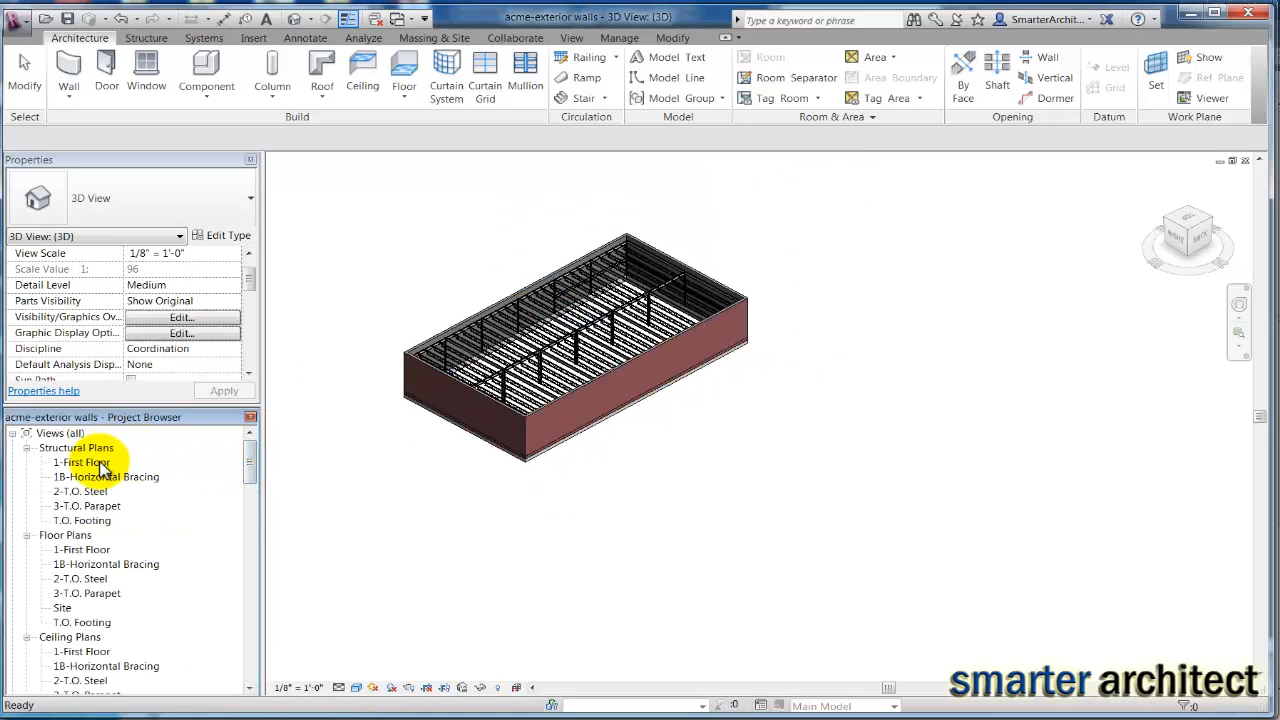 acme-exterior walls - 3D View: {3D}
Type a keyword or phrase
SmarterArchit...
Architecture Structure Systems Insert Annotate Analyze Massing & Site Collaborate View Manage Modify
Modify
Wall
Door
Window
Component
Column
Roof
Ceiling
Floor
Curtain System
Curtain Grid
Mullion
Railing
Ramp
Stair
Model Text
Model Line
Model Group
Room
Room Separator
Tag Room
Area
Area Boundary
Tag Area
By Face
Shaft
Wall
Vertical
Dormer
Level
Grid
Set
Show
Ref Plane
Viewer
Select Build Circulation Model Room & Area Opening Datum Work Plane
Properties
3D View
3D View: {3D} Edit Type
View Scale 1/8" = 1'-0"
Scale Value 1: 96
Detail Level Medium
Parts Visibility Show Original
Visibility/Graphics Ov... Edit...
Graphic Display Opti... Edit...
Discipline Coordination
Default Analysis Disp... None
Sun Path
Properties help Apply
acme-exterior walls - Project Browser
Views (all)
Structural Plans
1-First Floor
1B-Horizontal Bracing
2-T.O. Steel
3-T.O. Parapet
T.O. Footing
Floor Plans
1-First Floor
1B-Horizontal Bracing
2-T.O. Steel
3-T.O. Parapet
Site
T.O. Footing
Ceiling Plans
1-First Floor
1B-Horizontal Bracing
2-T.O. Steel
3-T.O. Parapet
RIGHT BACK
1/8" = 1'-0"
Ready
:0
Main Model
:0
smarter architect